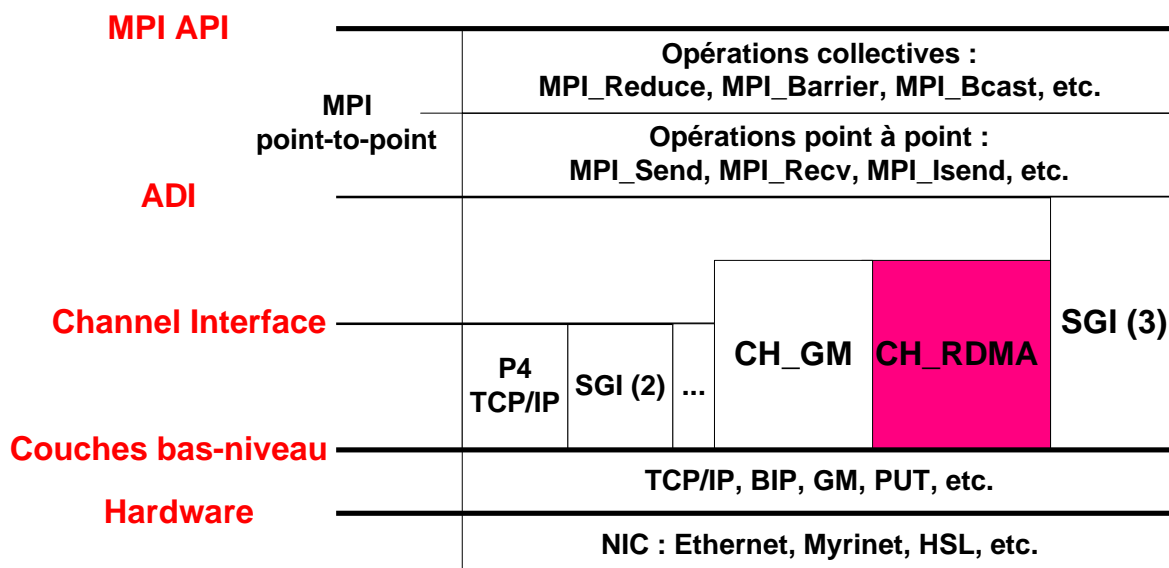 MPI API
Opérations collectives :
MPI_Reduce, MPI_Barrier, MPI_Bcast, etc.
MPI
point-to-point
Opérations point à point :
MPI_Send, MPI_Recv, MPI_Isend, etc.
ADI
Channel Interface
P4
TCP/IP
SGI (2)
...
CH_GM
CH_RDMA
SGI (3)
Couches bas-niveau
TCP/IP, BIP, GM, PUT, etc.
Hardware
NIC : Ethernet, Myrinet, HSL, etc.